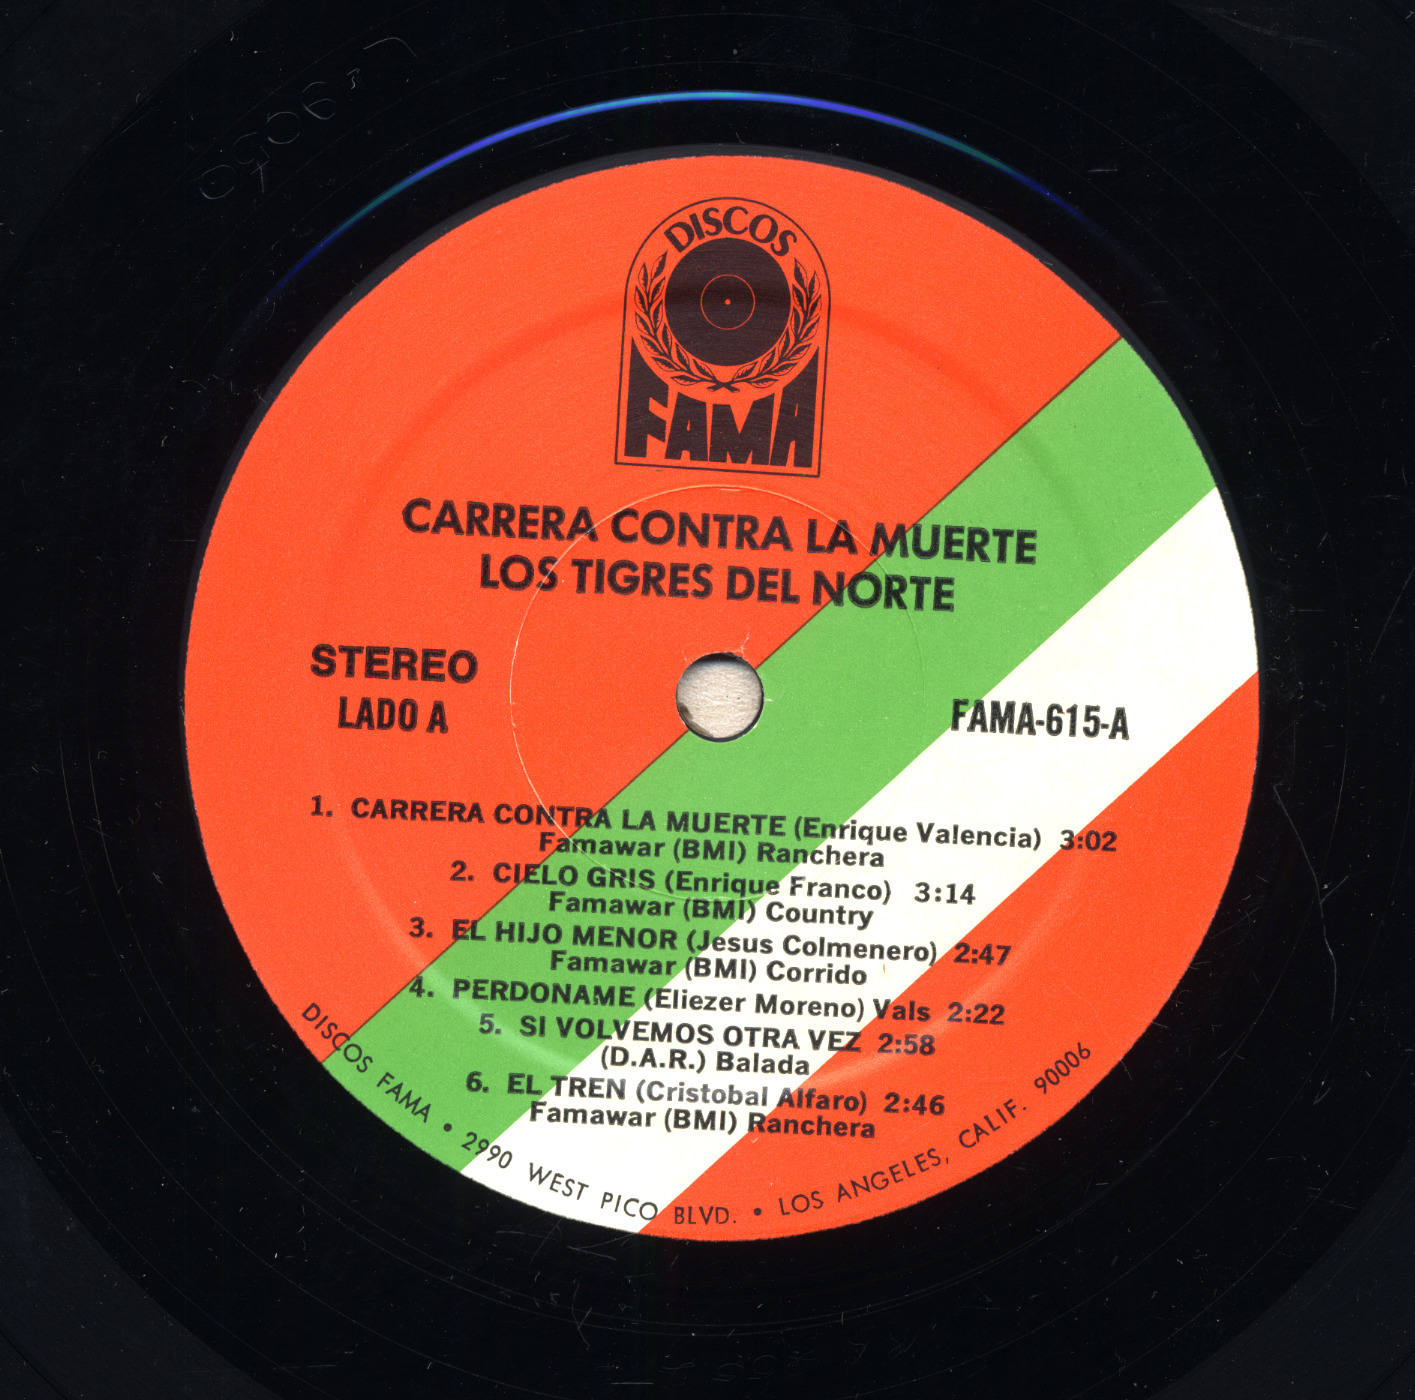 DISCOS
FAMA
CARRERA CONTRA LA MUERTE
LOS TIGRES DEL NORTE
STEREO
LADO A
FAMA-615-A
1. CARRERA CONTRA LA MUERTE (Enrique Valencia) 3:02
Famawar (BMI) Ranchera
2. CIELO GRIS (Enrique Franco) 3:14
Famawar (BMI) Country
3. EL HIJO MENOR (Jesus Colmenero) 2:47
Famawar (BMI) Corrido
4. PERDONAME (Eliezer Moreno) Vals 2:22
5. SI VOLVEMOS OTRA VEZ 2:58
(D.A.R.) Balada
6. EL TREN (Cristobal Alfaro) 2:46
Famawar (BMI) Ranchera
DISCOS FAMA • 2990 WEST PICO BLVD. • LOS ANGELES, CALIF. 90006